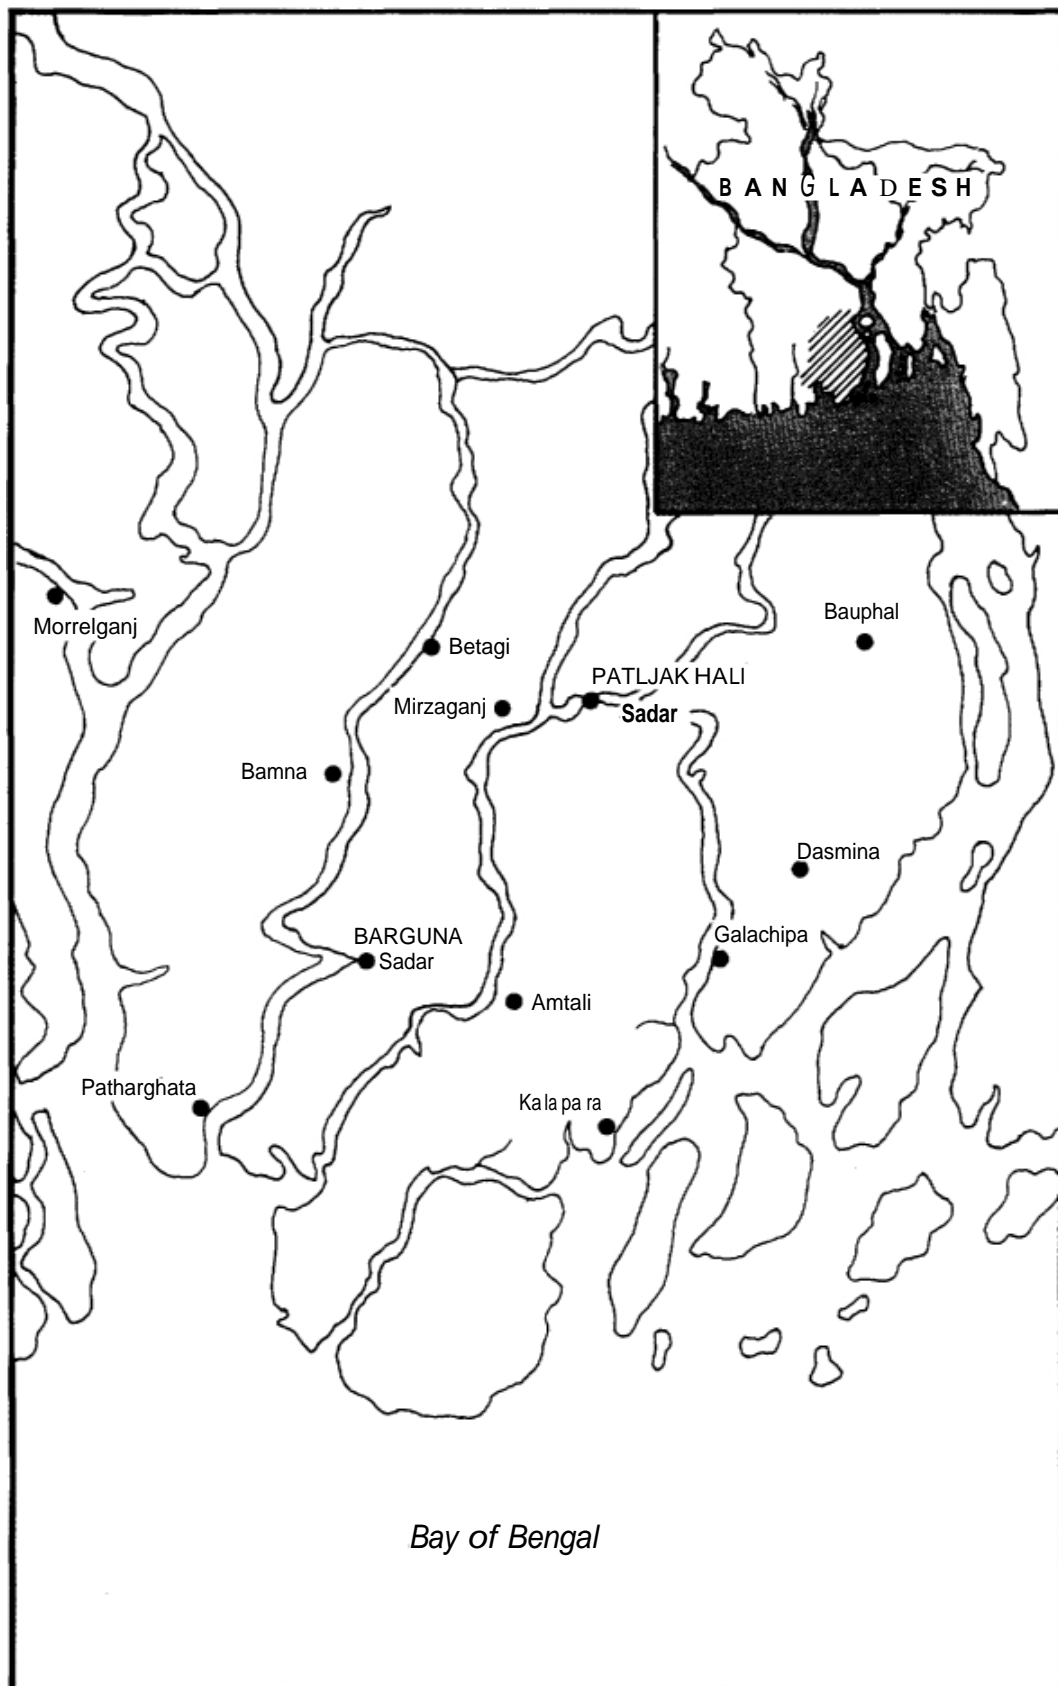 BANGLADESH
Morrelganj
Bauphal
Betagi
PATLJAK HALI
Mirzaganj
Sadar
Bamna
Dasmina
BARGUNA
Sadar
Galachipa
Amtali
Patharghata
Ka la pa ra
Bay of Bengal